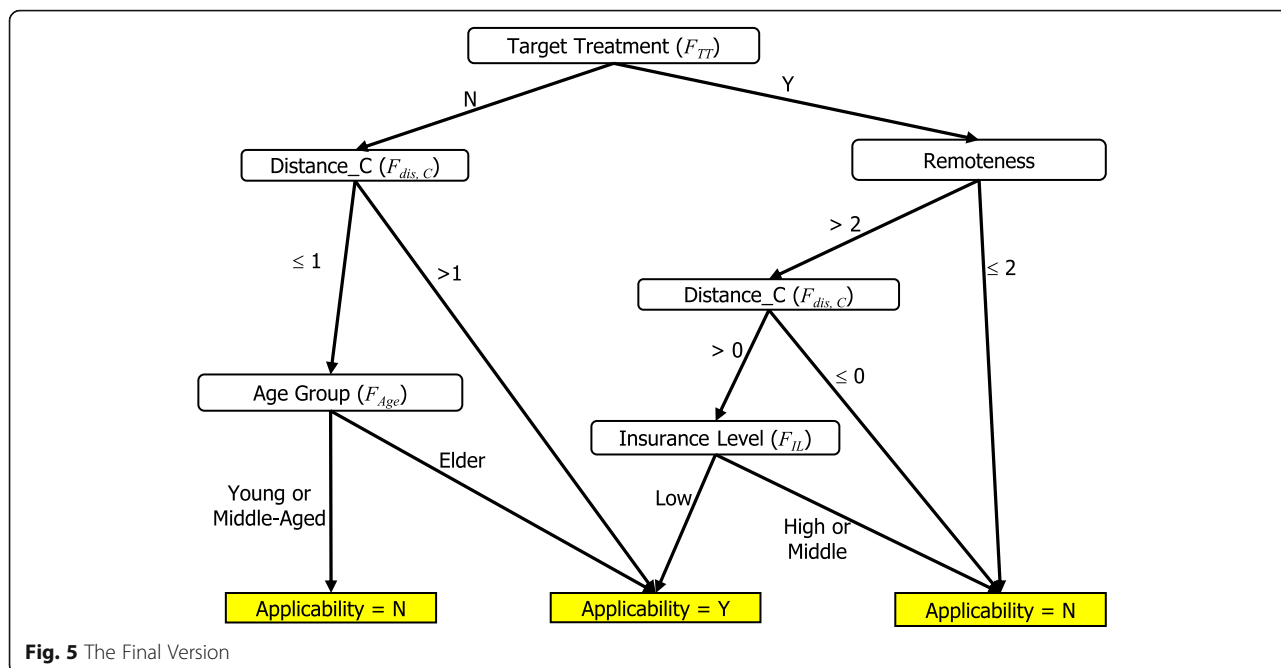 Target Treatment (F_TT)
N
Y
Distance_C (F_dis, C)
Remoteness
≤ 1
>1
> 2
≤ 2
Distance_C (F_dis, C)
> 0
≤ 0
Age Group (F_Age)
Insurance Level (F_IL)
Elder
Young or
Middle-Aged
Low
High or
Middle
Applicability = N
Applicability = Y
Applicability = N
Fig. 5 The Final Version